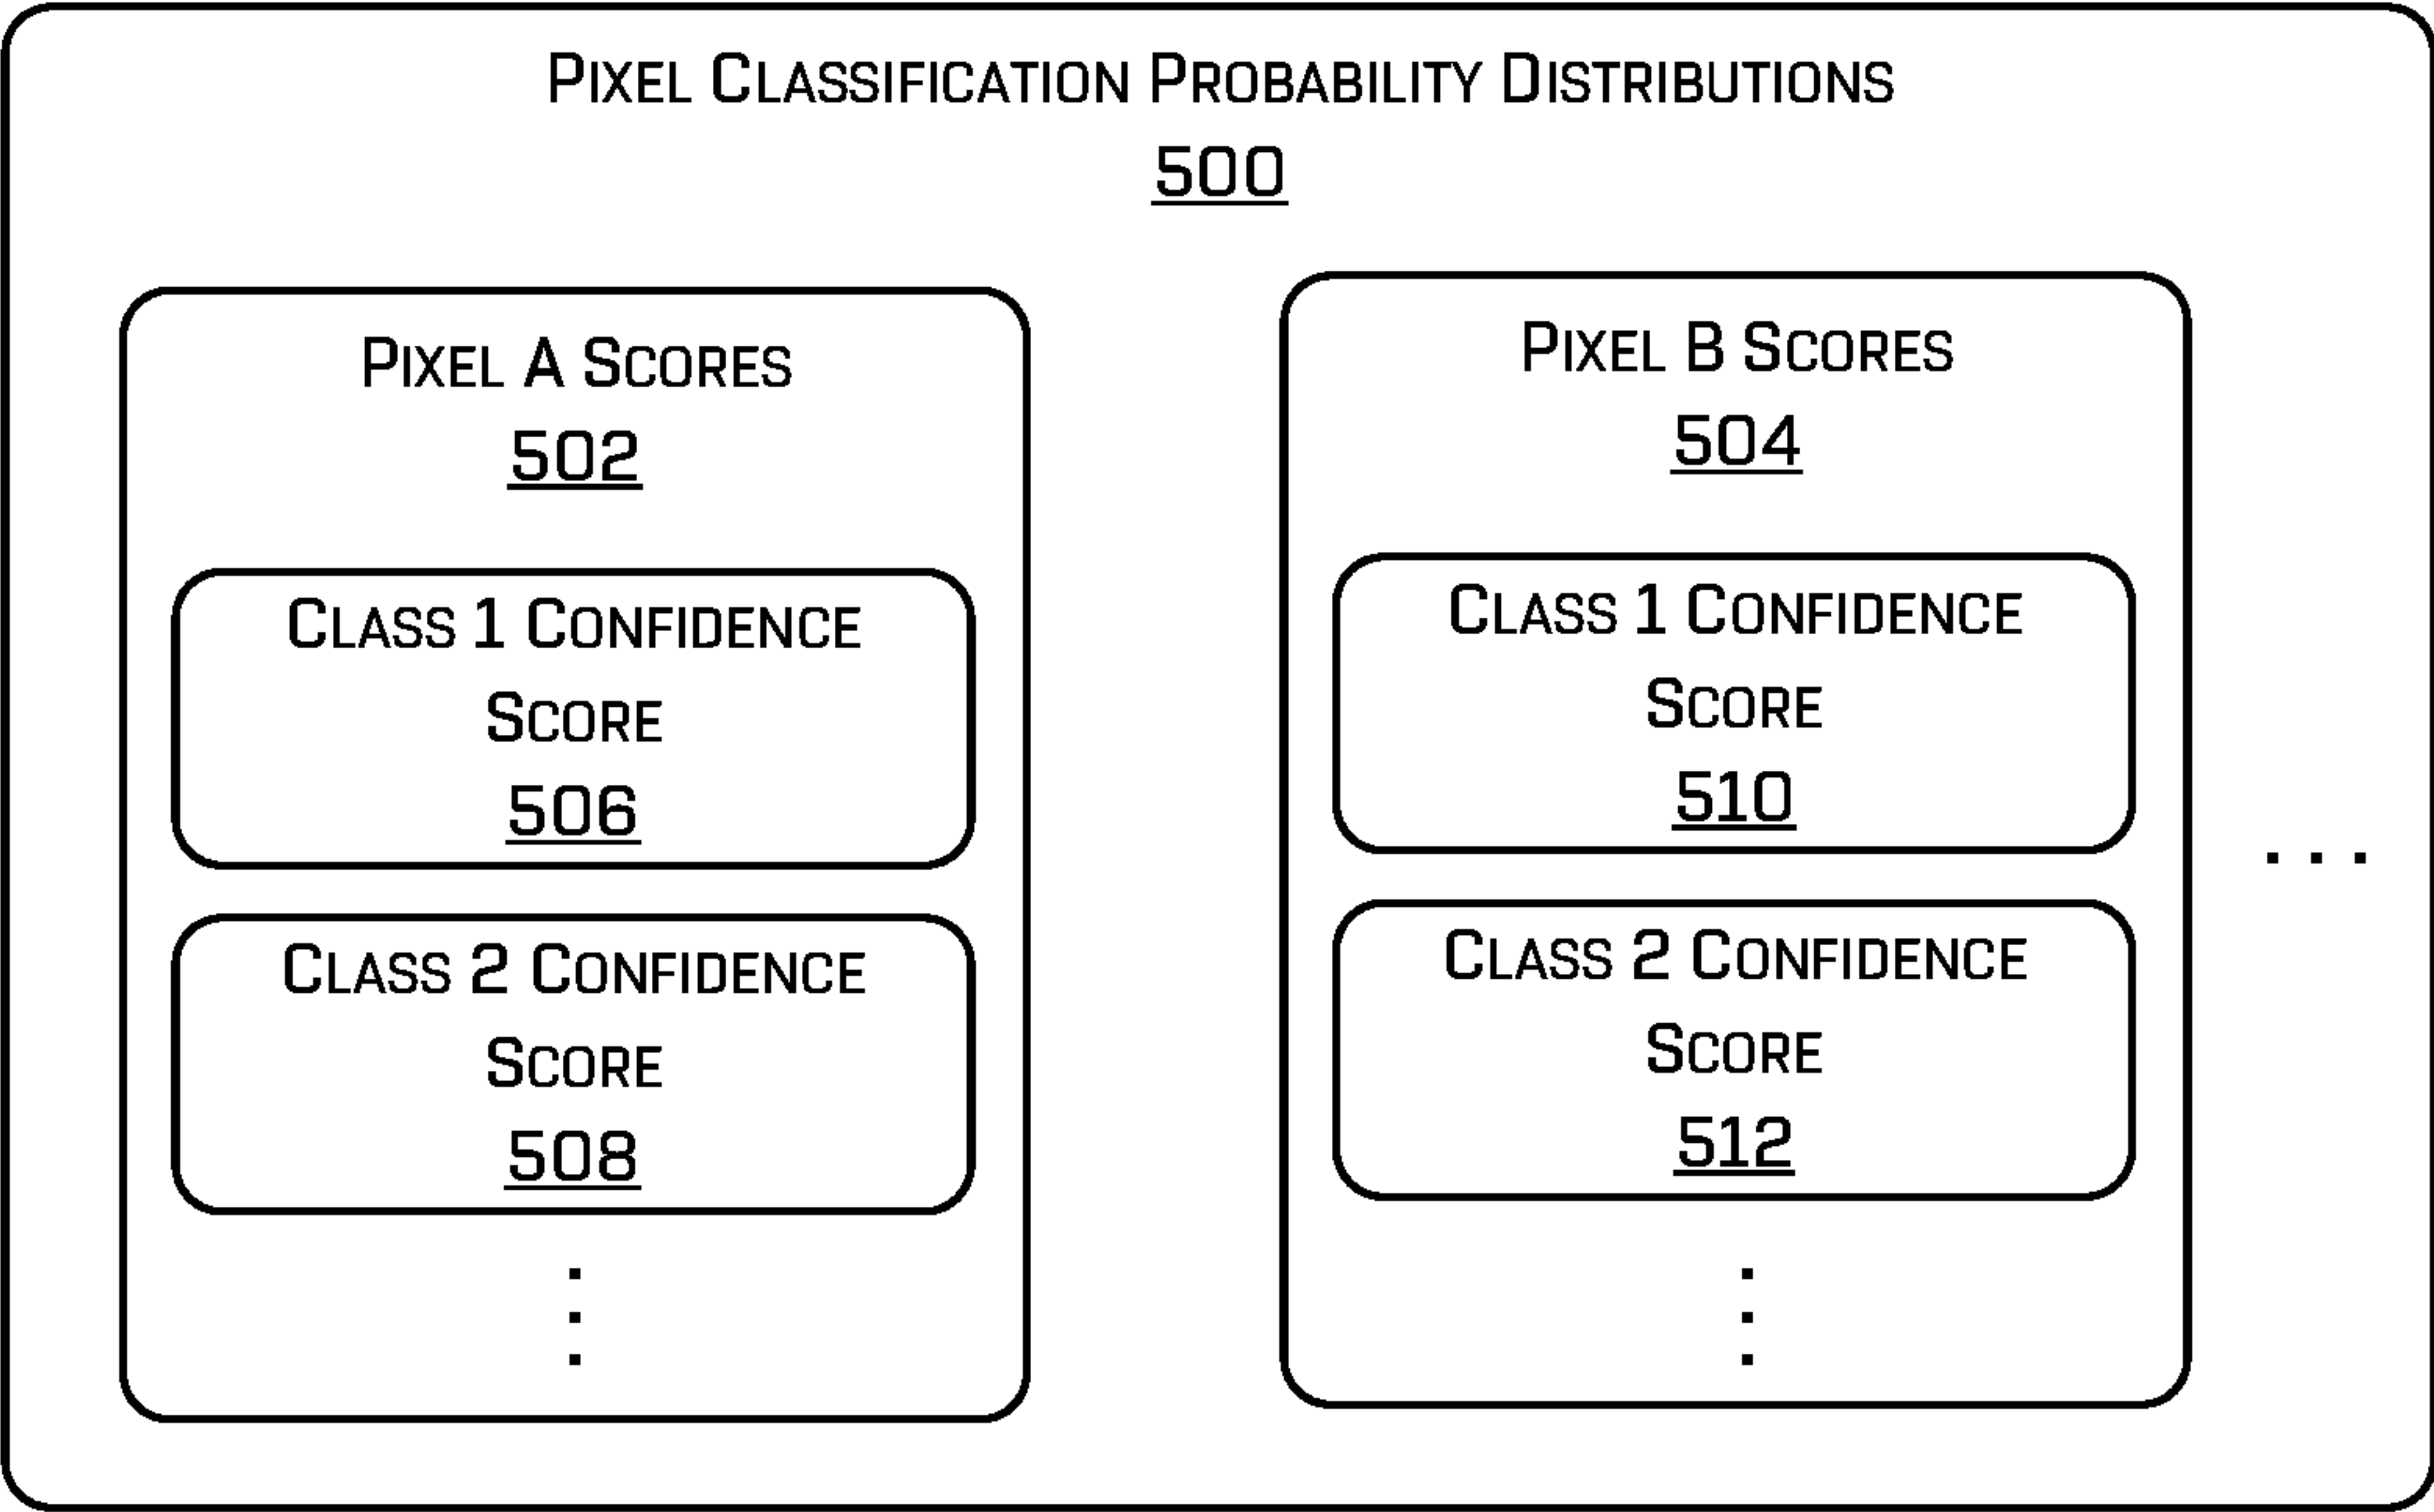 Pixel Classification Probability Distributions
500
Pixel A Scores
502
Class 1 Confidence
Score
506
Class 2 Confidence
Score
508
Pixel B Scores
504
Class 1 Confidence
Score
510
Class 2 Confidence
Score
512
. . .